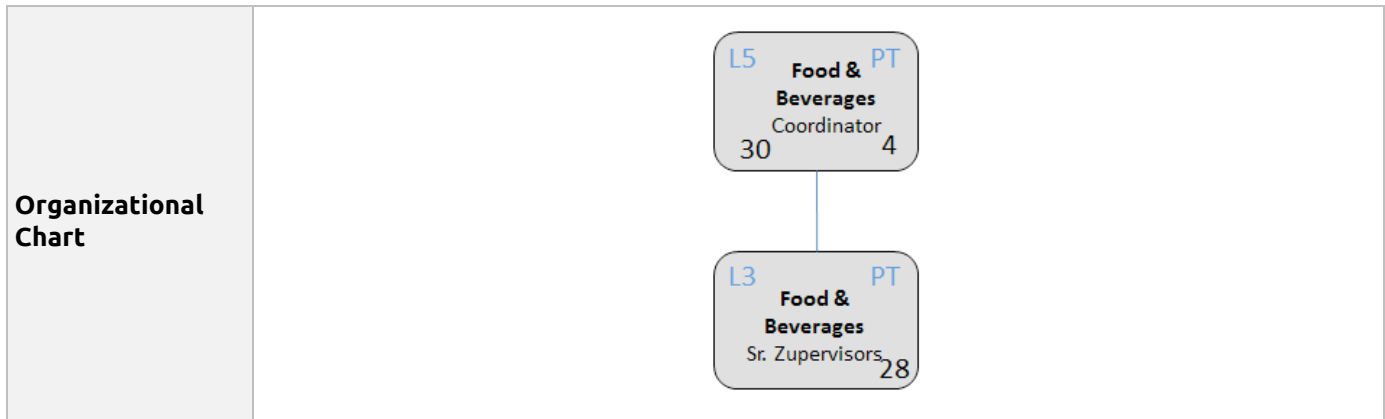 Organizational
Chart
L5 PT
Food &
Beverages
Coordinator
30 4
L3 PT
Food &
Beverages
Sr. Zupervisors
28